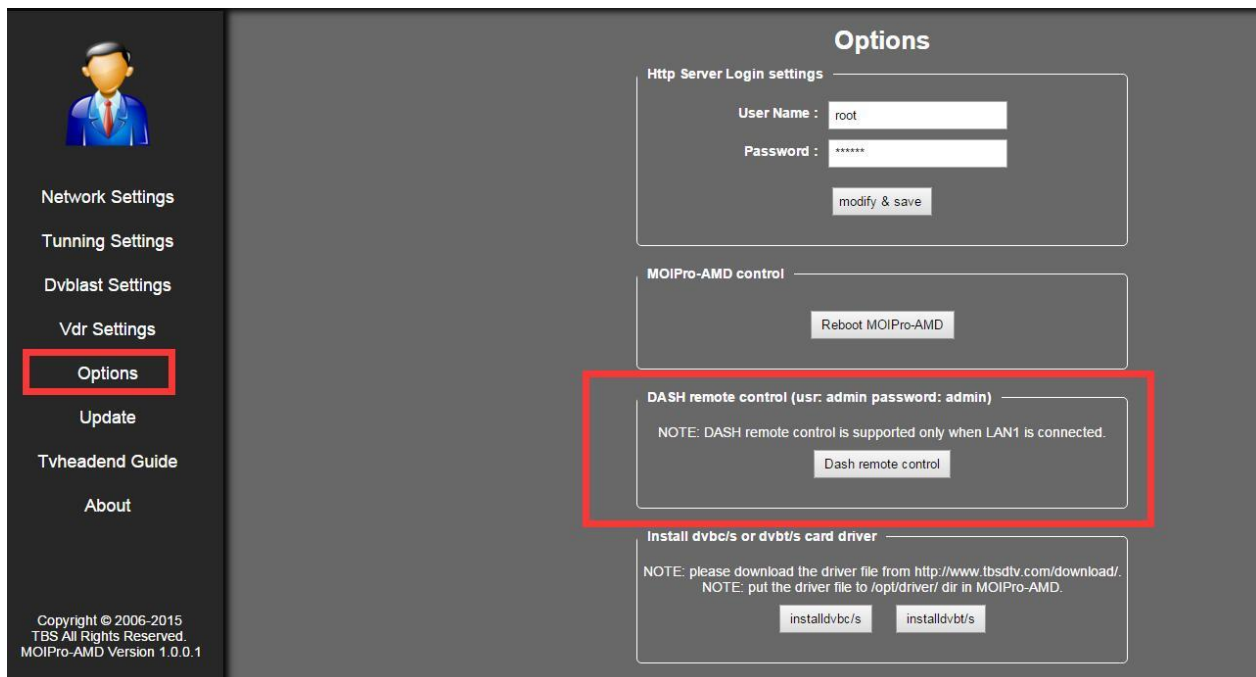 Network Settings
Tunning Settings
Dvblast Settings
Vdr Settings
Options
Update
Tvheadend Guide
About
Copyright © 2006-2015
TBS All Rights Reserved.
MOIPro-AMD Version 1.0.0.1
Options
Http Server Login settings
User Name : root
Password : ******
modify & save
MOIPro-AMD control
Reboot MOIPro-AMD
DASH remote control (usr: admin password: admin)
NOTE: DASH remote control is supported only when LAN1 is connected.
Dash remote control
Install dvbc/s or dvbt/s card driver
NOTE: please download the driver file from http://www.tbsdtv.com/download/.
NOTE: put the driver file to /opt/driver/ dir in MOIPro-AMD.
installdvbc/s installdvbt/s